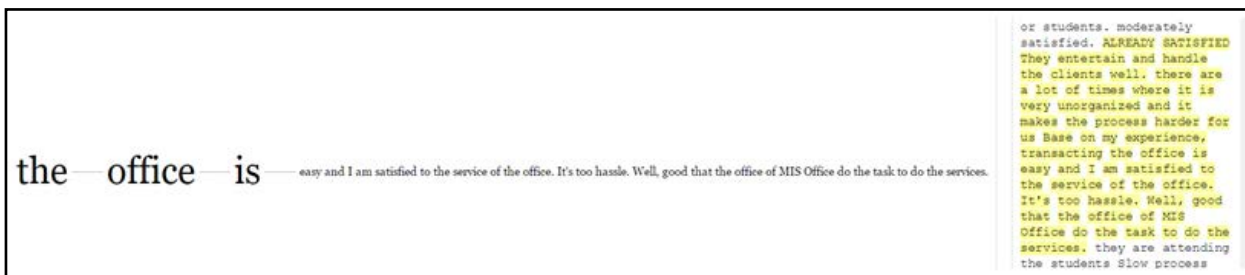 the office is easy and I am satisfied to the service of the office. It's too hassle. Well, good that the office of MIS Office do the task to do the services.
or students. moderately
satisfied. ALREADY SATISFIED
They entertain and handle
the clients well. there are
a lot of times where it is
very unorganized and it
makes the process harder for
us Base on my experience,
transacting the office is
easy and I am satisfied to
the service of the office.
It's too hassle. Well, good
that the office of MIS
Office do the task to do the
services. they are attending
the students Slow process